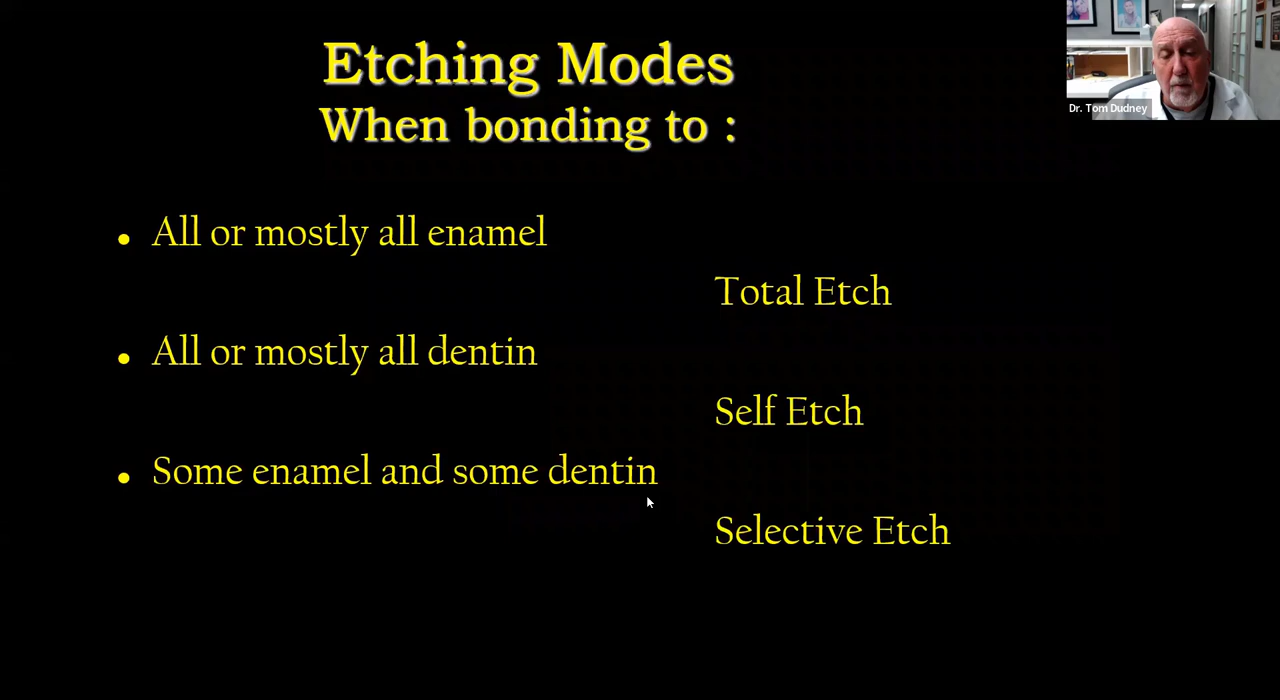 Etching Modes
When bonding to :
Dr. Tom Dudney
• All or mostly all enamel
Total Etch
• All or mostly all dentin
Self Etch
• Some enamel and some dentin
Selective Etch